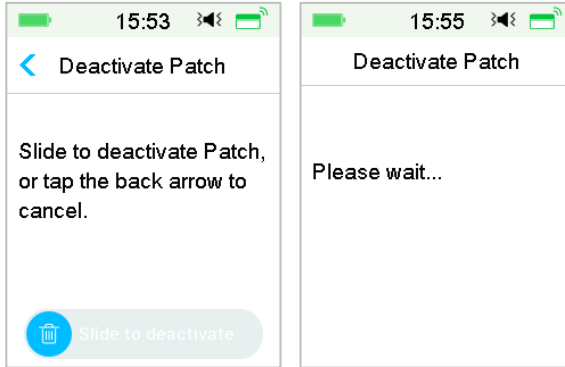 15:53
Deactivate Patch
Slide to deactivate Patch,
or tap the back arrow to
cancel.
Slide to deactivate
15:55
Deactivate Patch
Please wait...